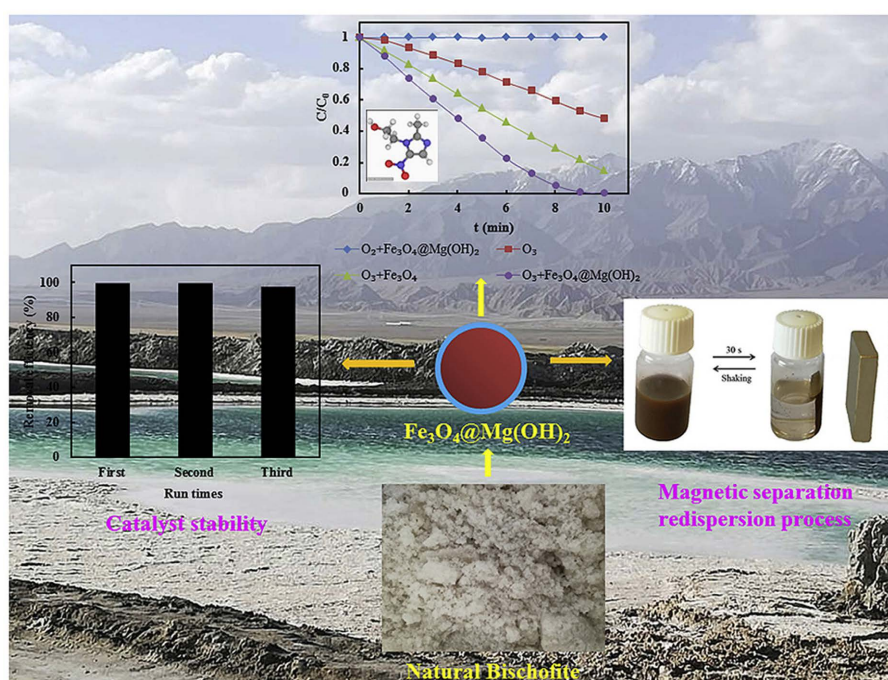 C/C₀
1
0.8
0.6
0.4
0.2
0
0 2 4 6 8 10
t (min)
O₂+Fe₃O₄@Mg(OH)₂ O₃
O₃+Fe₃O₄ O₃+Fe₃O₄@Mg(OH)₂
Removal efficiency (%)
100
80
60
40
20
0
First Second Third
Run times
Catalyst stability
Fe₃O₄@Mg(OH)₂
30 s
Shaking
Magnetic separation
redispersion process
Natural Bischofite